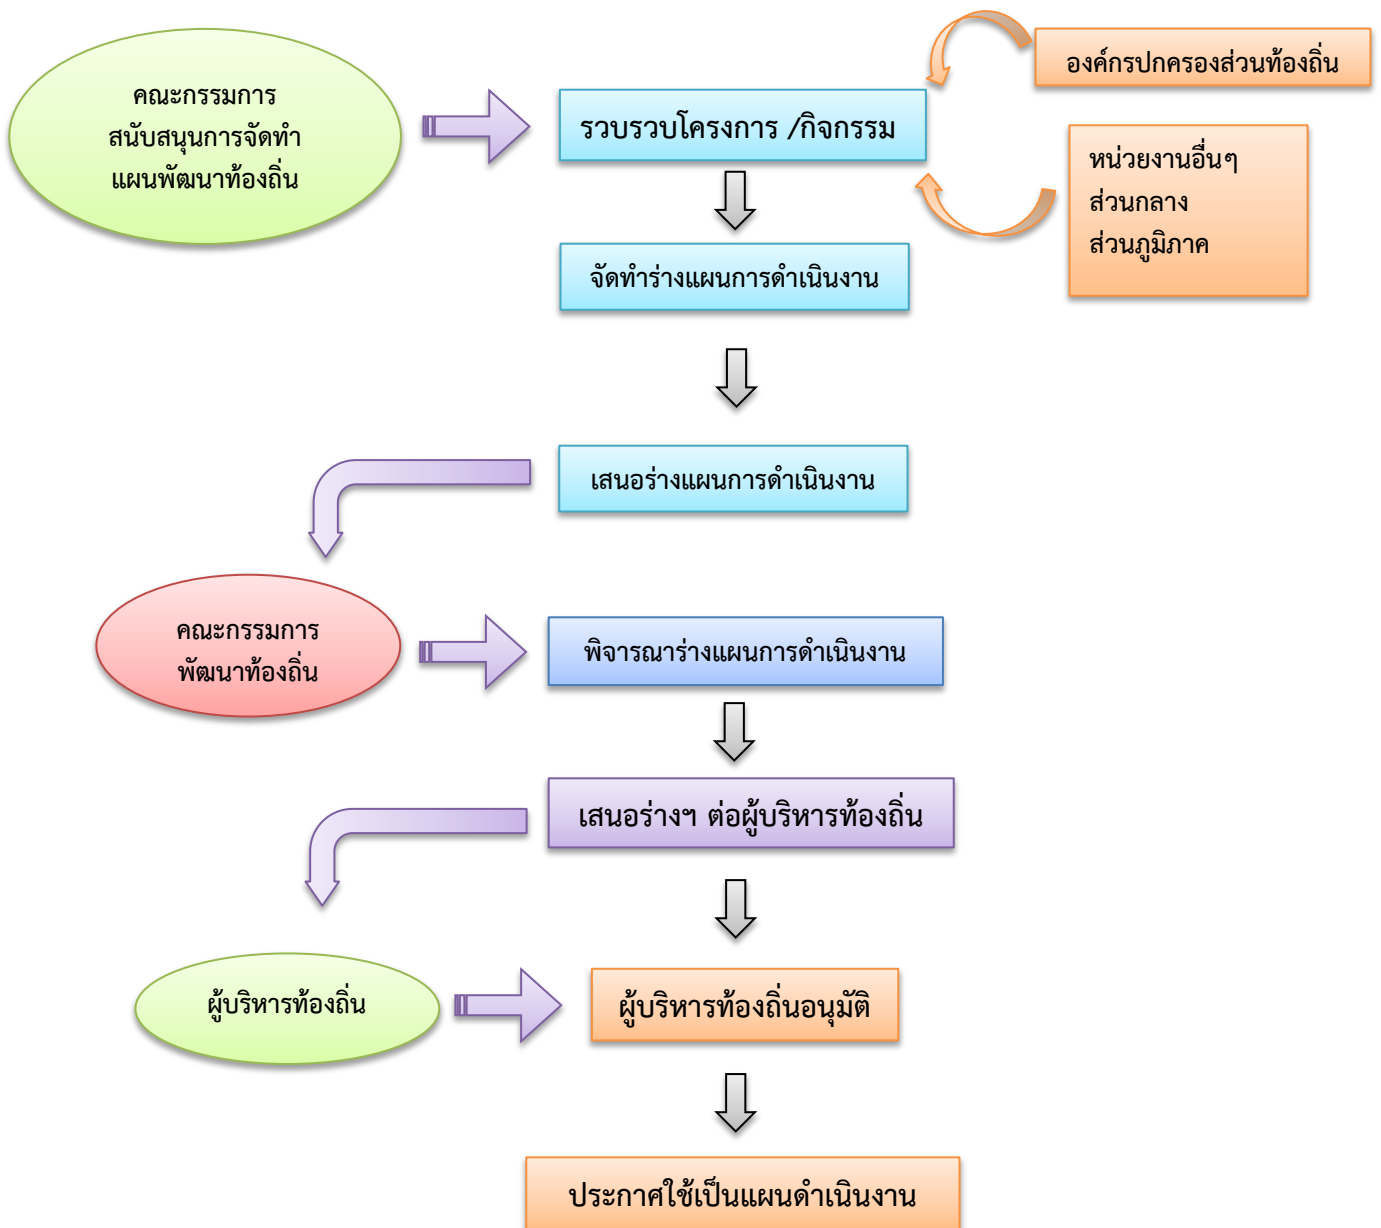 องค์กรปกครองส่วนท้องถิ่น
คณะกรรมการ
สนับสนุนการจัดทำ
แผนพัฒนาท้องถิ่น
รวบรวบโครงการ /กิจกรรม
หน่วยงานอื่นๆ
ส่วนกลาง
ส่วนภูมิภาค
จัดทำร่างแผนการดำเนินงาน
เสนอร่างแผนการดำเนินงาน
คณะกรรมการ
พัฒนาท้องถิ่น
พิจารณาร่างแผนการดำเนินงาน
เสนอร่างฯ ต่อผู้บริหารท้องถิ่น
ผู้บริหารท้องถิ่น
ผู้บริหารท้องถิ่นอนุมัติ
ประกาศใช้เป็นแผนดำเนินงาน